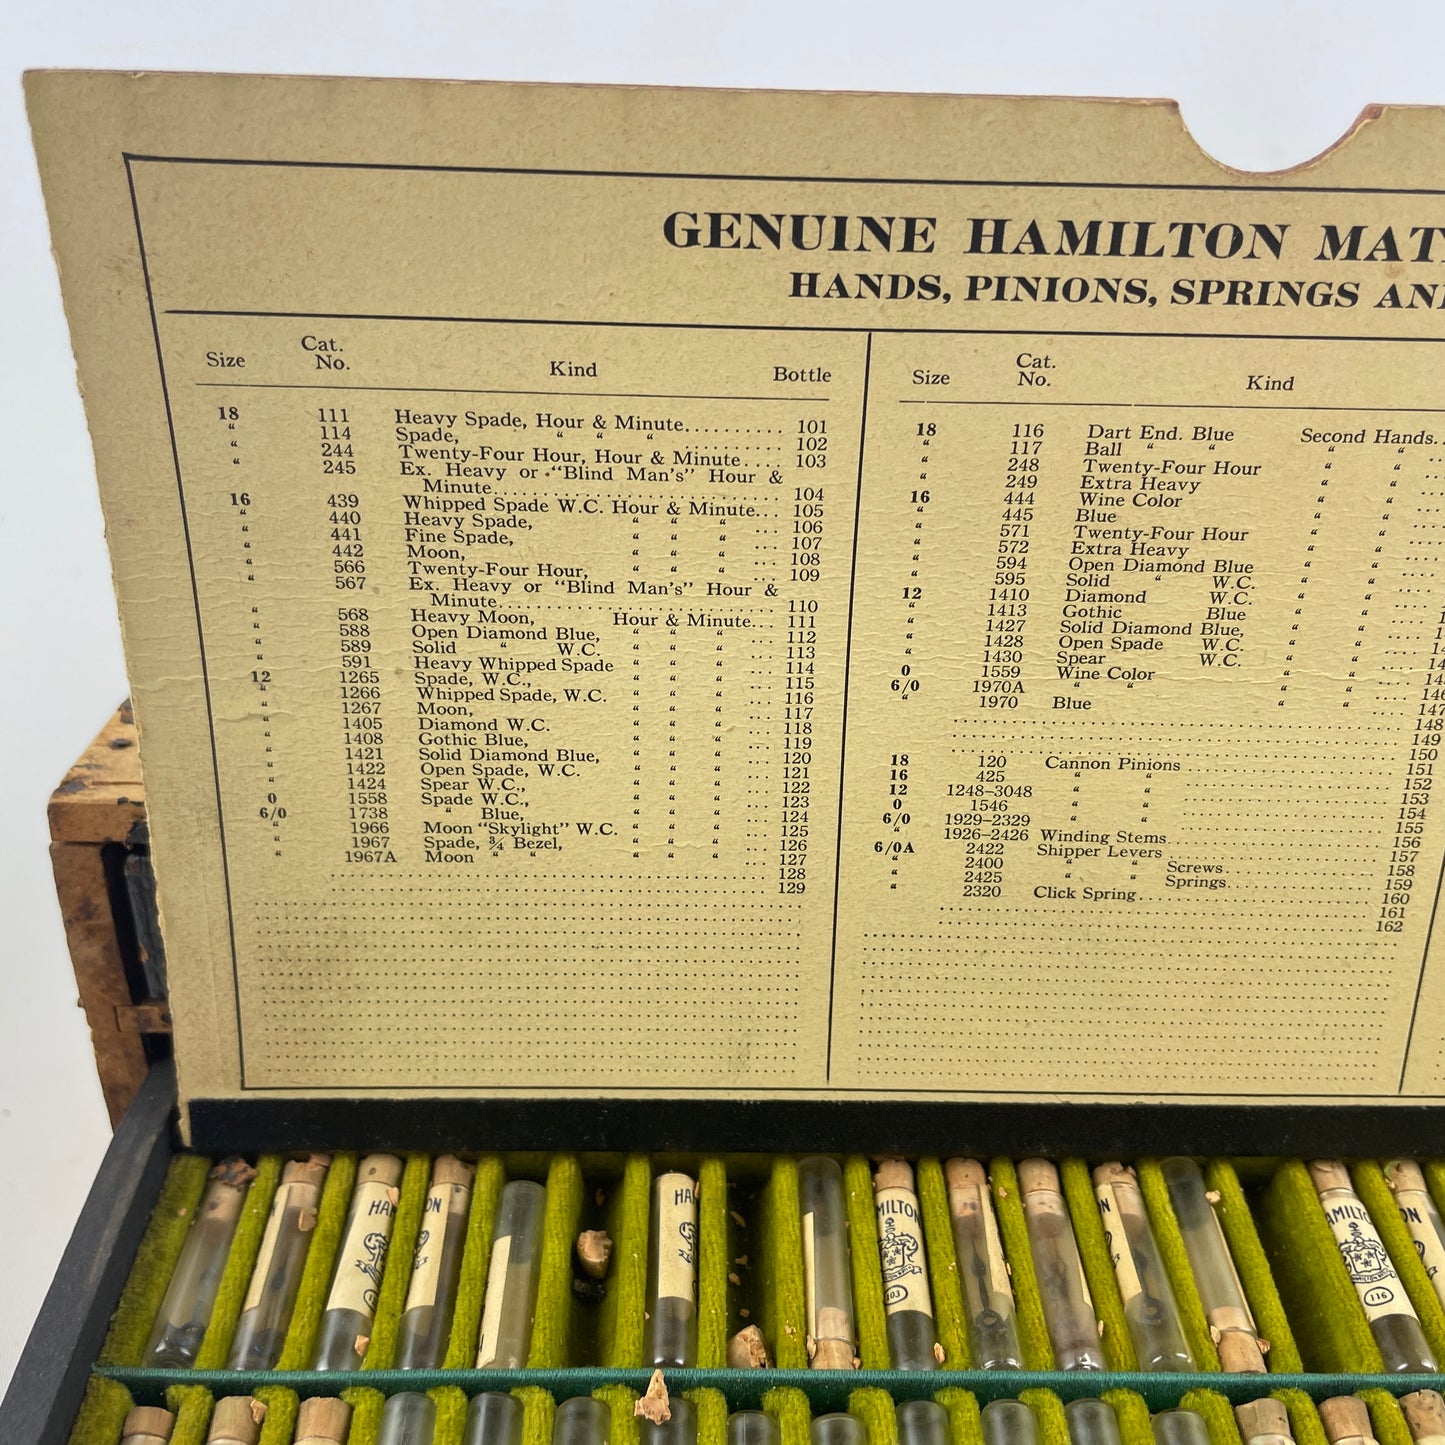 GENUINE HAMILTON MAT
HANDS, PINIONS, SPRINGS AN
Size Cat. No. Kind Bottle
18 111 Heavy Spade, Hour & Minute.......... 101
" 114 Spade, " " " .......... 102
" 244 Twenty-Four Hour, Hour & Minute.... 103
" 245 Ex. Heavy or "Blind Man's" Hour &
Minute.......................... 104
16 439 Whipped Spade W.C. Hour & Minute... 105
" 440 Heavy Spade, " " " ... 106
" 441 Fine Spade, " " " ... 107
" 442 Moon, " " " ... 108
" 566 Twenty-Four Hour, " " " ... 109
" 567 Ex. Heavy or "Blind Man's" Hour &
Minute.......................... 110
" 568 Heavy Moon, Hour & Minute... 111
" 588 Open Diamond Blue, " " " ... 112
" 589 Solid " W.C. " " " ... 113
" 591 Heavy Whipped Spade " " " ... 114
12 1265 Spade, W.C., " " " ... 115
" 1266 Whipped Spade, W.C. " " " ... 116
" 1267 Moon, " " " ... 117
" 1405 Diamond W.C. " " " ... 118
" 1408 Gothic Blue, " " " ... 119
" 1421 Solid Diamond Blue, " " " ... 120
" 1422 Open Spade, W.C. " " " ... 121
" 1424 Spear W.C., " " " ... 122
0 1558 Spade W.C., " " " ... 123
6/0 1738 " Blue, " " " ... 124
" 1966 Moon "Skylight" W.C. " " " ... 125
" 1967 Spade, ¾ Bezel, " " " ... 126
" 1967A Moon " " " " " ... 127
128
129
Size Cat. No. Kind
18 116 Dart End. Blue Second Hands..
" 117 Ball " " " "
" 248 Twenty-Four Hour " "
" 249 Extra Heavy " "
16 444 Wine Color " "
" 445 Blue " "
" 571 Twenty-Four Hour " "
" 572 Extra Heavy " "
" 594 Open Diamond Blue " "
" 595 Solid " W.C. " "
12 1410 Diamond W.C. " "
" 1413 Gothic Blue " "
" 1427 Solid Diamond Blue, " "
" 1428 Open Spade W.C. " "
" 1430 Spear W.C. " "
0 1559 Wine Color " "
6/0 1970A " " " " .... 146
" 1970 Blue " " .... 147
148
149
150
18 120 Cannon Pinions 151
16 425 " " 152
12 1248-3048 " " 153
0 1546 " " 154
6/0 1929-2329 " " 155
" 1926-2426 Winding Stems 156
6/0A 2422 Shipper Levers 157
" 2400 " " Screws 158
" 2425 " " Springs 159
" 2320 Click Spring 160
161
162
HA
ON
HA
AMILTON
103
ON
AMILTO
116
ON